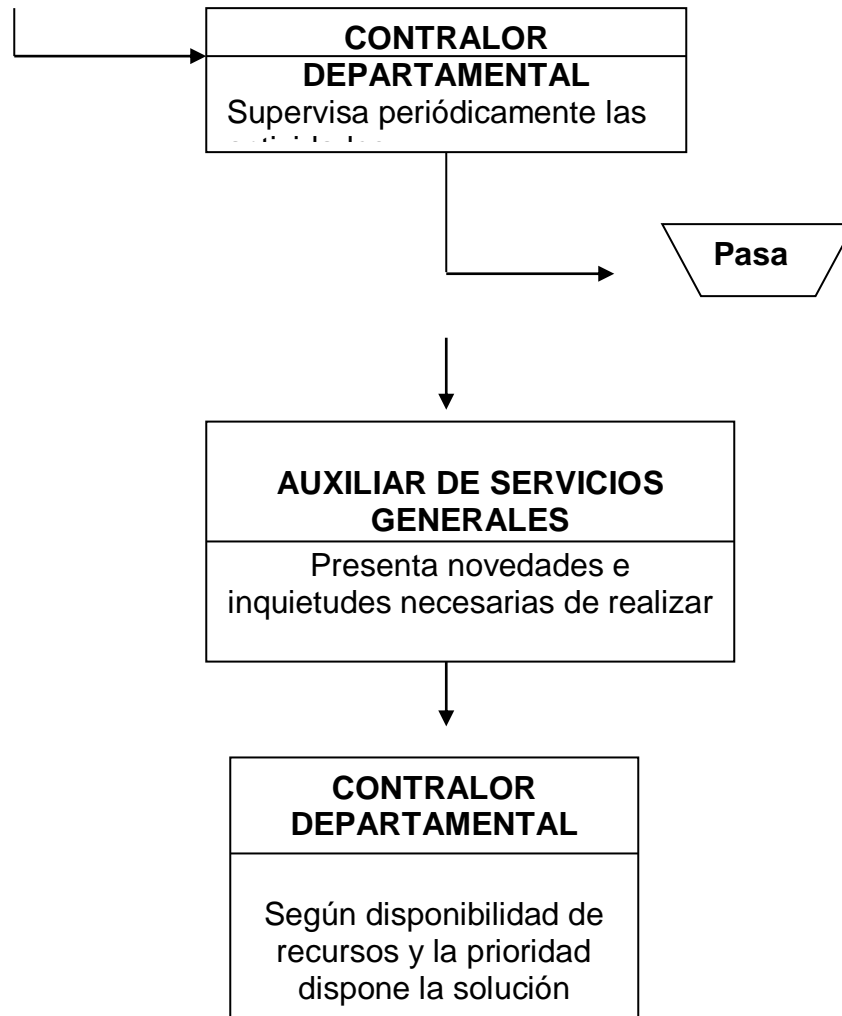 CONTRALOR
DEPARTAMENTAL
Supervisa periódicamente las
Pasa
AUXILIAR DE SERVICIOS
GENERALES
Presenta novedades e
inquietudes necesarias de realizar
CONTRALOR
DEPARTAMENTAL
Según disponibilidad de
recursos y la prioridad
dispone la solución